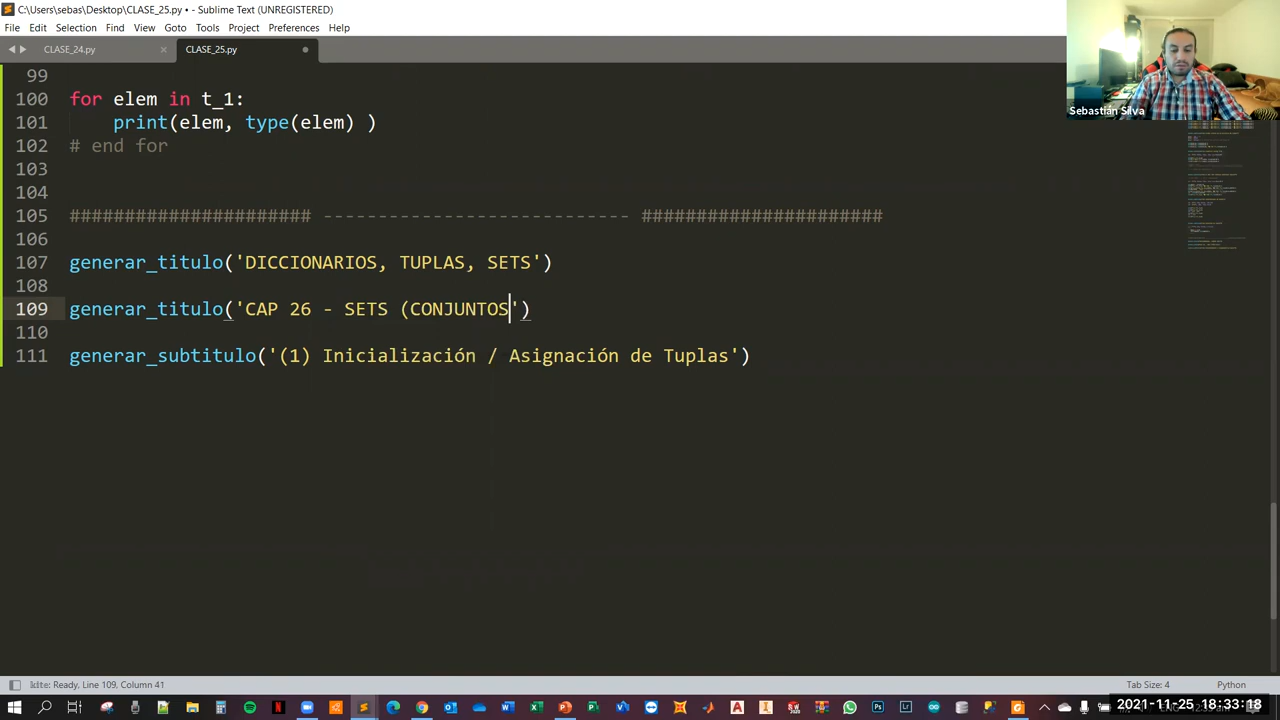 C:\Users\sebas\Desktop\CLASE_25.py • - Sublime Text (UNREGISTERED)
File Edit Selection Find View Goto Tools Project Preferences Help
CLASE_24.py
CLASE_25.py
Sebastián Silva
99
100 for elem in t_1:
101 print(elem, type(elem) )
102 # end for
103
104
105 ###################### ---------------------------- ######################
106
107 generar_titulo('DICCIONARIOS, TUPLAS, SETS')
108
109 generar_titulo('CAP 26 - SETS (CONJUNTOS')
110
111 generar_subtitulo('(1) Inicialización / Asignación de Tuplas')
kite: Ready, Line 109, Column 41
Tab Size: 4
Python
2021-11-25 18:33:18